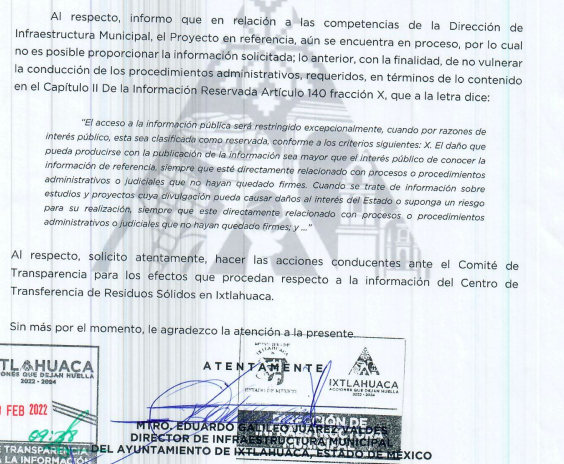 Al respecto, informo que en relación a las competencias de la Dirección de
Infraestructura Municipal, el Proyecto en referencia, aún se encuentra en proceso, por lo cual
no es posible proporcionar la información solicitada; lo anterior, con la finalidad, de no vulnerar
la conducción de los procedimientos administrativos, requeridos, en términos de lo contenido
en el Capítulo II De la Información Reservada Artículo 140 fracción X, que a la letra dice:
"El acceso a la información pública será restringido excepcionalmente, cuando por razones de
interés público, esta sea clasificada como reservada, conforme a los criterios siguientes: X. El daño que
pueda producirse con la publicación de la información sea mayor que el interés público de conocer la
información de referencia, siempre que esté directamente relacionado con procesos o procedimientos
administrativos o judiciales que no hayan quedado firmes. Cuando se trate de información sobre
estudios y proyectos cuya divulgación pueda causar daños al interés del Estado o suponga un riesgo
para su realización, siempre que este directamente relacionado con procesos o procedimientos
administrativos o judiciales que no hayan quedado firmes; y ..."
Al respecto, solicito atentamente, hacer las acciones conducentes ante el Comité de
Transparencia para los efectos que procedan respecto a la información del Centro de
Transferencia de Residuos Sólidos en Ixtlahuaca.
Sin más por el momento, le agradezco la atención a la presente
ATENTAMENTE
ESTADO DE MÉXICO
IXTLAHUACA
ACCIONES QUE DEJAN HUELLA
2022 - 2024
TLAHUACA
ONES QUE DEJAN HUELLA
2022 - 2024
FEB 2022
TRANSPARENCIA
A LA INFORMACIÓN
MTRO. EDUARDO GALILEO JUÁREZ VALDÉS
DIRECTOR DE INFRAESTRUCTURA MUNICIPAL
DEL AYUNTAMIENTO DE IXTLAHUACA, ESTADO DE MÉXICO